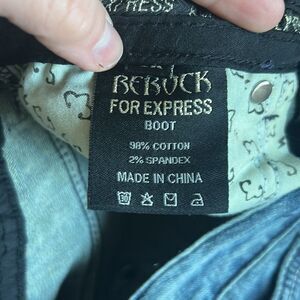 EXPRESS
REROCK
FOR EXPRESS
BOOT
98% COTTON
2% SPANDEX
MADE IN CHINA